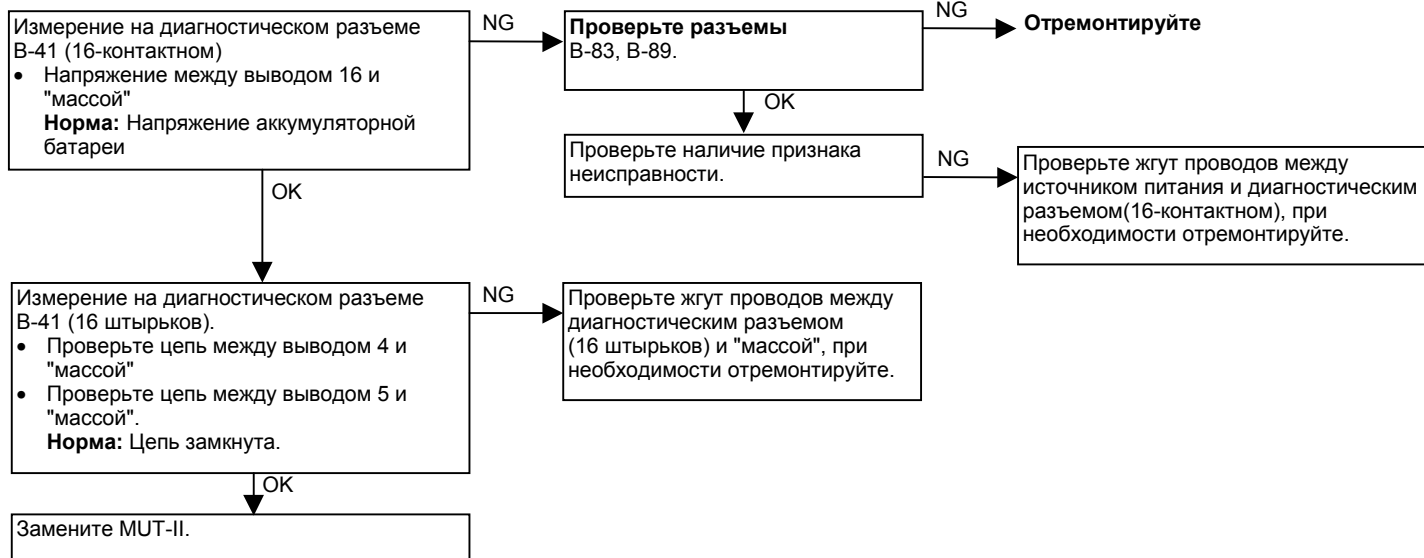 Измерение на диагностическом разъеме
B-41 (16-контактном)
• Напряжение между выводом 16 и
"массой"
Норма: Напряжение аккумуляторной
батареи
NG
Проверьте разъемы
B-83, B-89.
NG
Отремонтируйте
OK
OK
Проверьте наличие признака
неисправности.
NG
Проверьте жгут проводов между
источником питания и диагностическим
разъемом(16-контактном), при
необходимости отремонтируйте.
Измерение на диагностическом разъеме
B-41 (16 штырьков).
• Проверьте цепь между выводом 4 и
"массой"
• Проверьте цепь между выводом 5 и
"массой".
Норма: Цепь замкнута.
NG
Проверьте жгут проводов между
диагностическим разъемом
(16 штырьков) и "массой", при
необходимости отремонтируйте.
OK
Замените MUT-II.